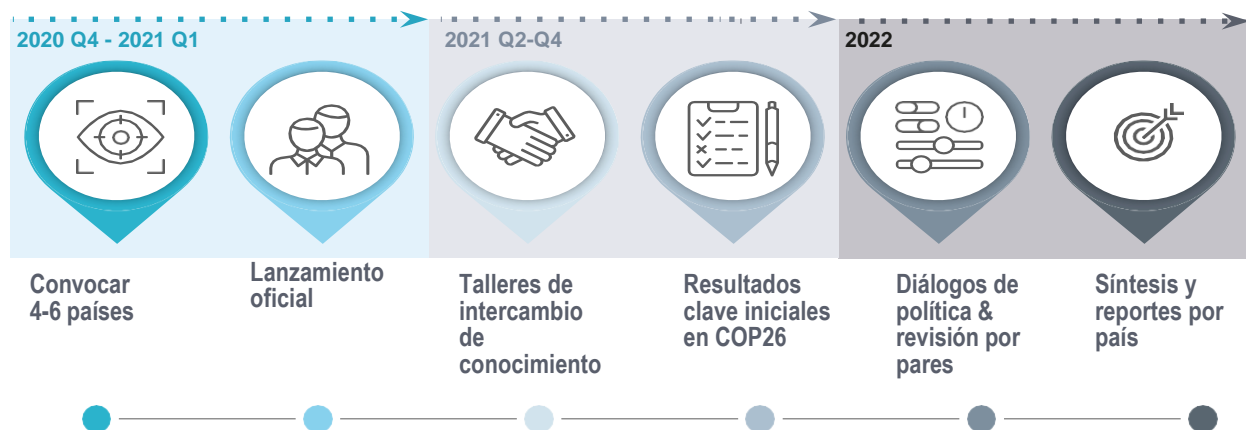 2020 Q4 - 2021 Q1
2021 Q2-Q4
2022
Convocar
4-6 países
Lanzamiento
oficial
Talleres de
intercambio
de
conocimiento
Resultados
clave iniciales
en COP26
Diálogos de
política &
revisión por
pares
Síntesis y
reportes por
país